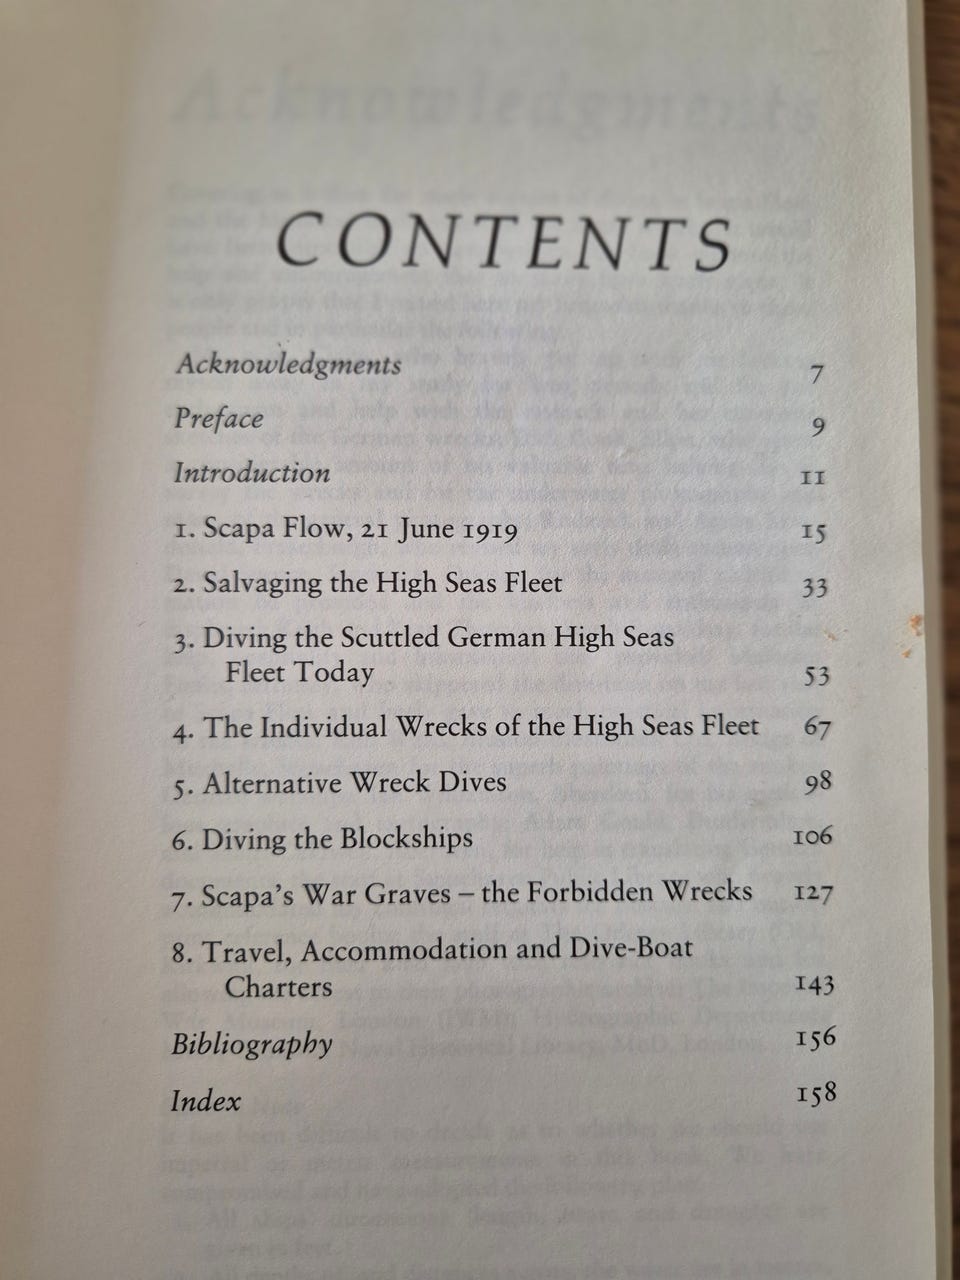 CONTENTS
Acknowledgments 7
Preface 9
Introduction 11
1. Scapa Flow, 21 June 1919 15
2. Salvaging the High Seas Fleet 33
3. Diving the Scuttled German High Seas
Fleet Today 53
4. The Individual Wrecks of the High Seas Fleet 67
5. Alternative Wreck Dives 98
6. Diving the Blockships 106
7. Scapa's War Graves – the Forbidden Wrecks 127
8. Travel, Accommodation and Dive-Boat
Charters 143
Bibliography 156
Index 158